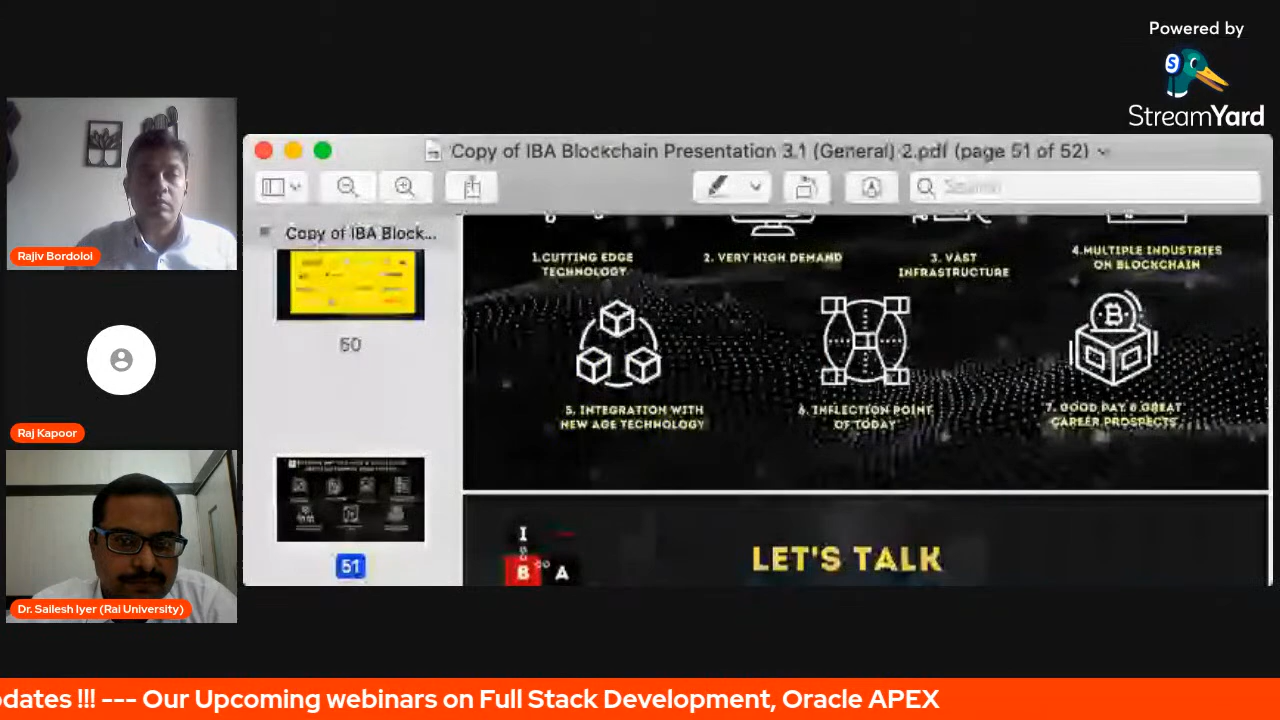 Powered by
StreamYard
Rajiv Bordoloi
Raj Kapoor
Dr. Sailesh Iyer (Rai University)
Copy of IBA Blockchain Presentation 3.1 (General) 2.pdf (page 51 of 52)
Search
Copy of IBA Block...
50
51
1.CUTTING EDGE
TECHNOLOGY
2. VERY HIGH DEMAND
3. VAST
INFRASTRUCTURE
4.MULTIPLE INDUSTRIES
ON BLOCKCHAIN
5. INTEGRATION WITH
NEW AGE TECHNOLOGY
6. INFLECTION POINT
OF TODAY
7. GOOD PAY & GREAT
CAREER PROSPECTS
I
B A
LET'S TALK
pdates !!! --- Our Upcoming webinars on Full Stack Development, Oracle APEX